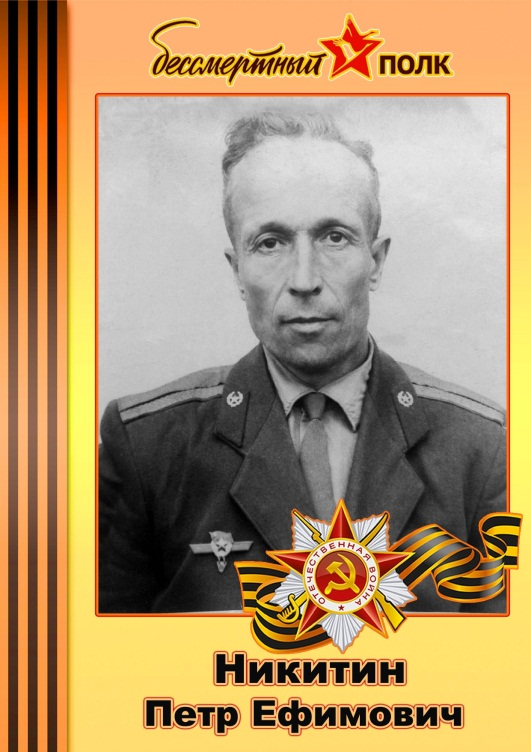 бессмертный полк
ОТЕЧЕСТВЕННАЯ ВОЙНА
Никитин
Петр Ефимович